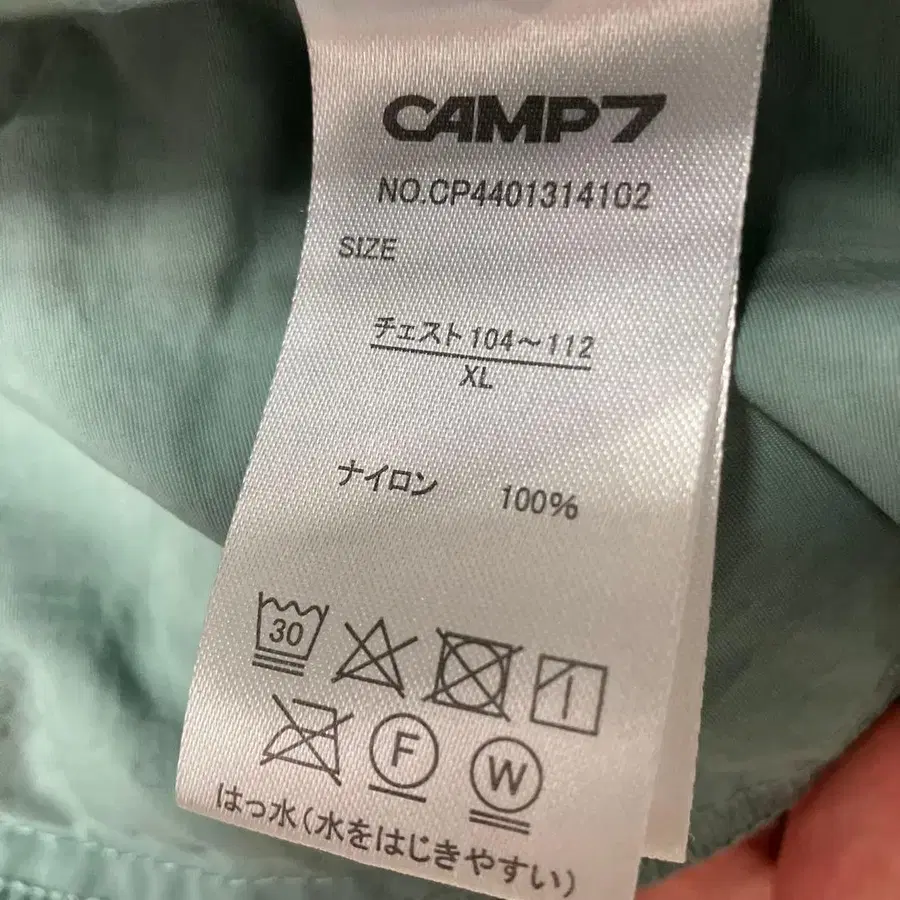 CAMP7
NO.CP4401314102
SIZE
チェスト104～112
XL
ナイロン 100%
30
F
W
はっ水(水をはじきやすい)